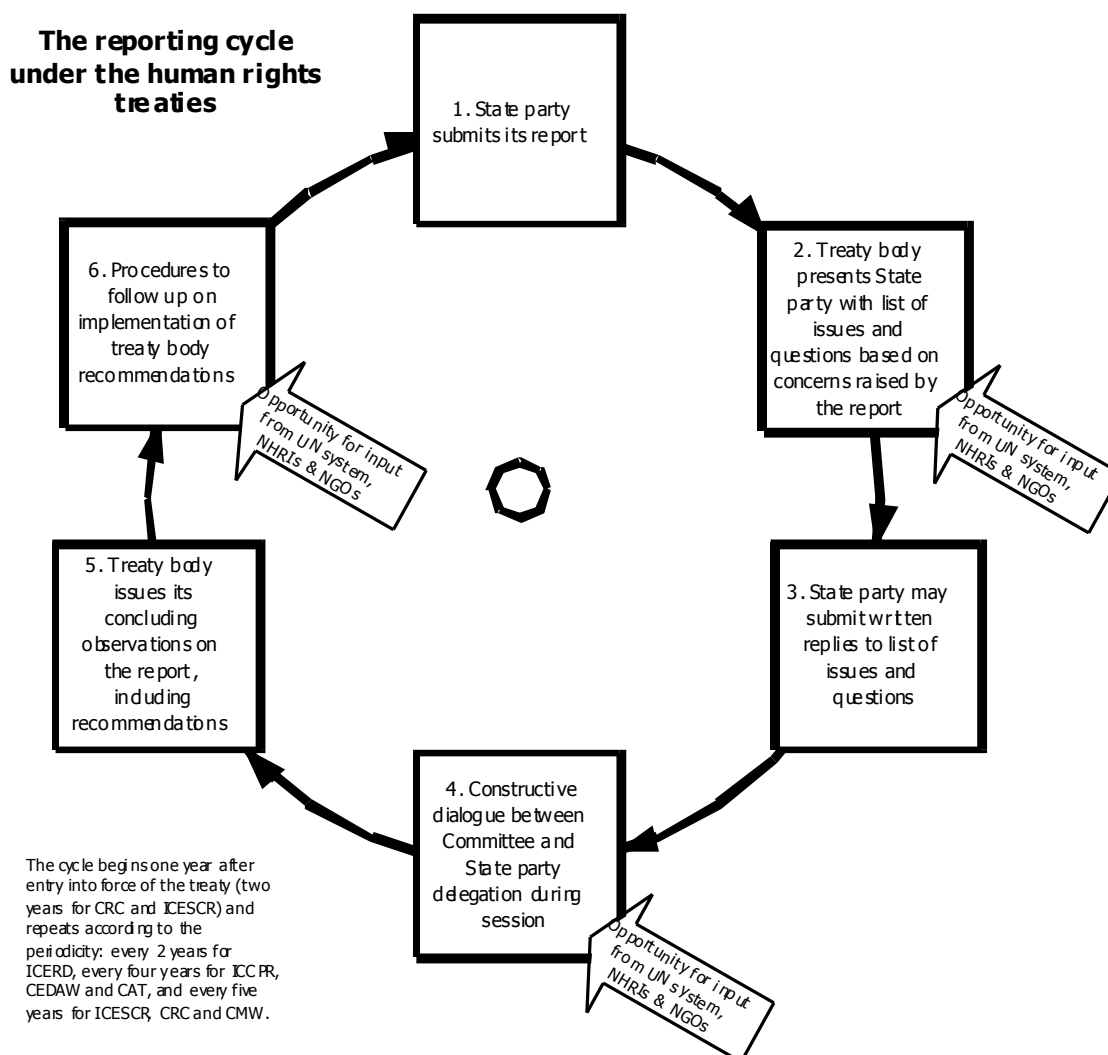 The reporting cycle
under the human rights
treaties
1. State party
submits its report
2. Treaty body
presents State
party with list of
issues and
questions based on
concerns raised by
the report
Opportunity for input
from UN system,
NHRIs & NGOs
3. State party may
submit written
replies to list of
issues and
questions
4. Constructive
dialogue between
Committee and
State party
delegation during
session
Opportunity for input
from UN system,
NHRIs & NGOs
5. Treaty body
issues its
concluding
observations on
the report,
including
recommendations
6. Procedures to
follow up on
implementation of
treaty body
recommendations
Opportunity for input
from UN system,
NHRIs & NGOs
The cycle begins one year after
entry into force of the treaty (two
years for CRC and ICESCR) and
repeats according to the
periodicity: every 2 years for
ICERD, every four years for ICCPR,
CEDAW and CAT, and every five
years for ICESCR, CRC and CMW.